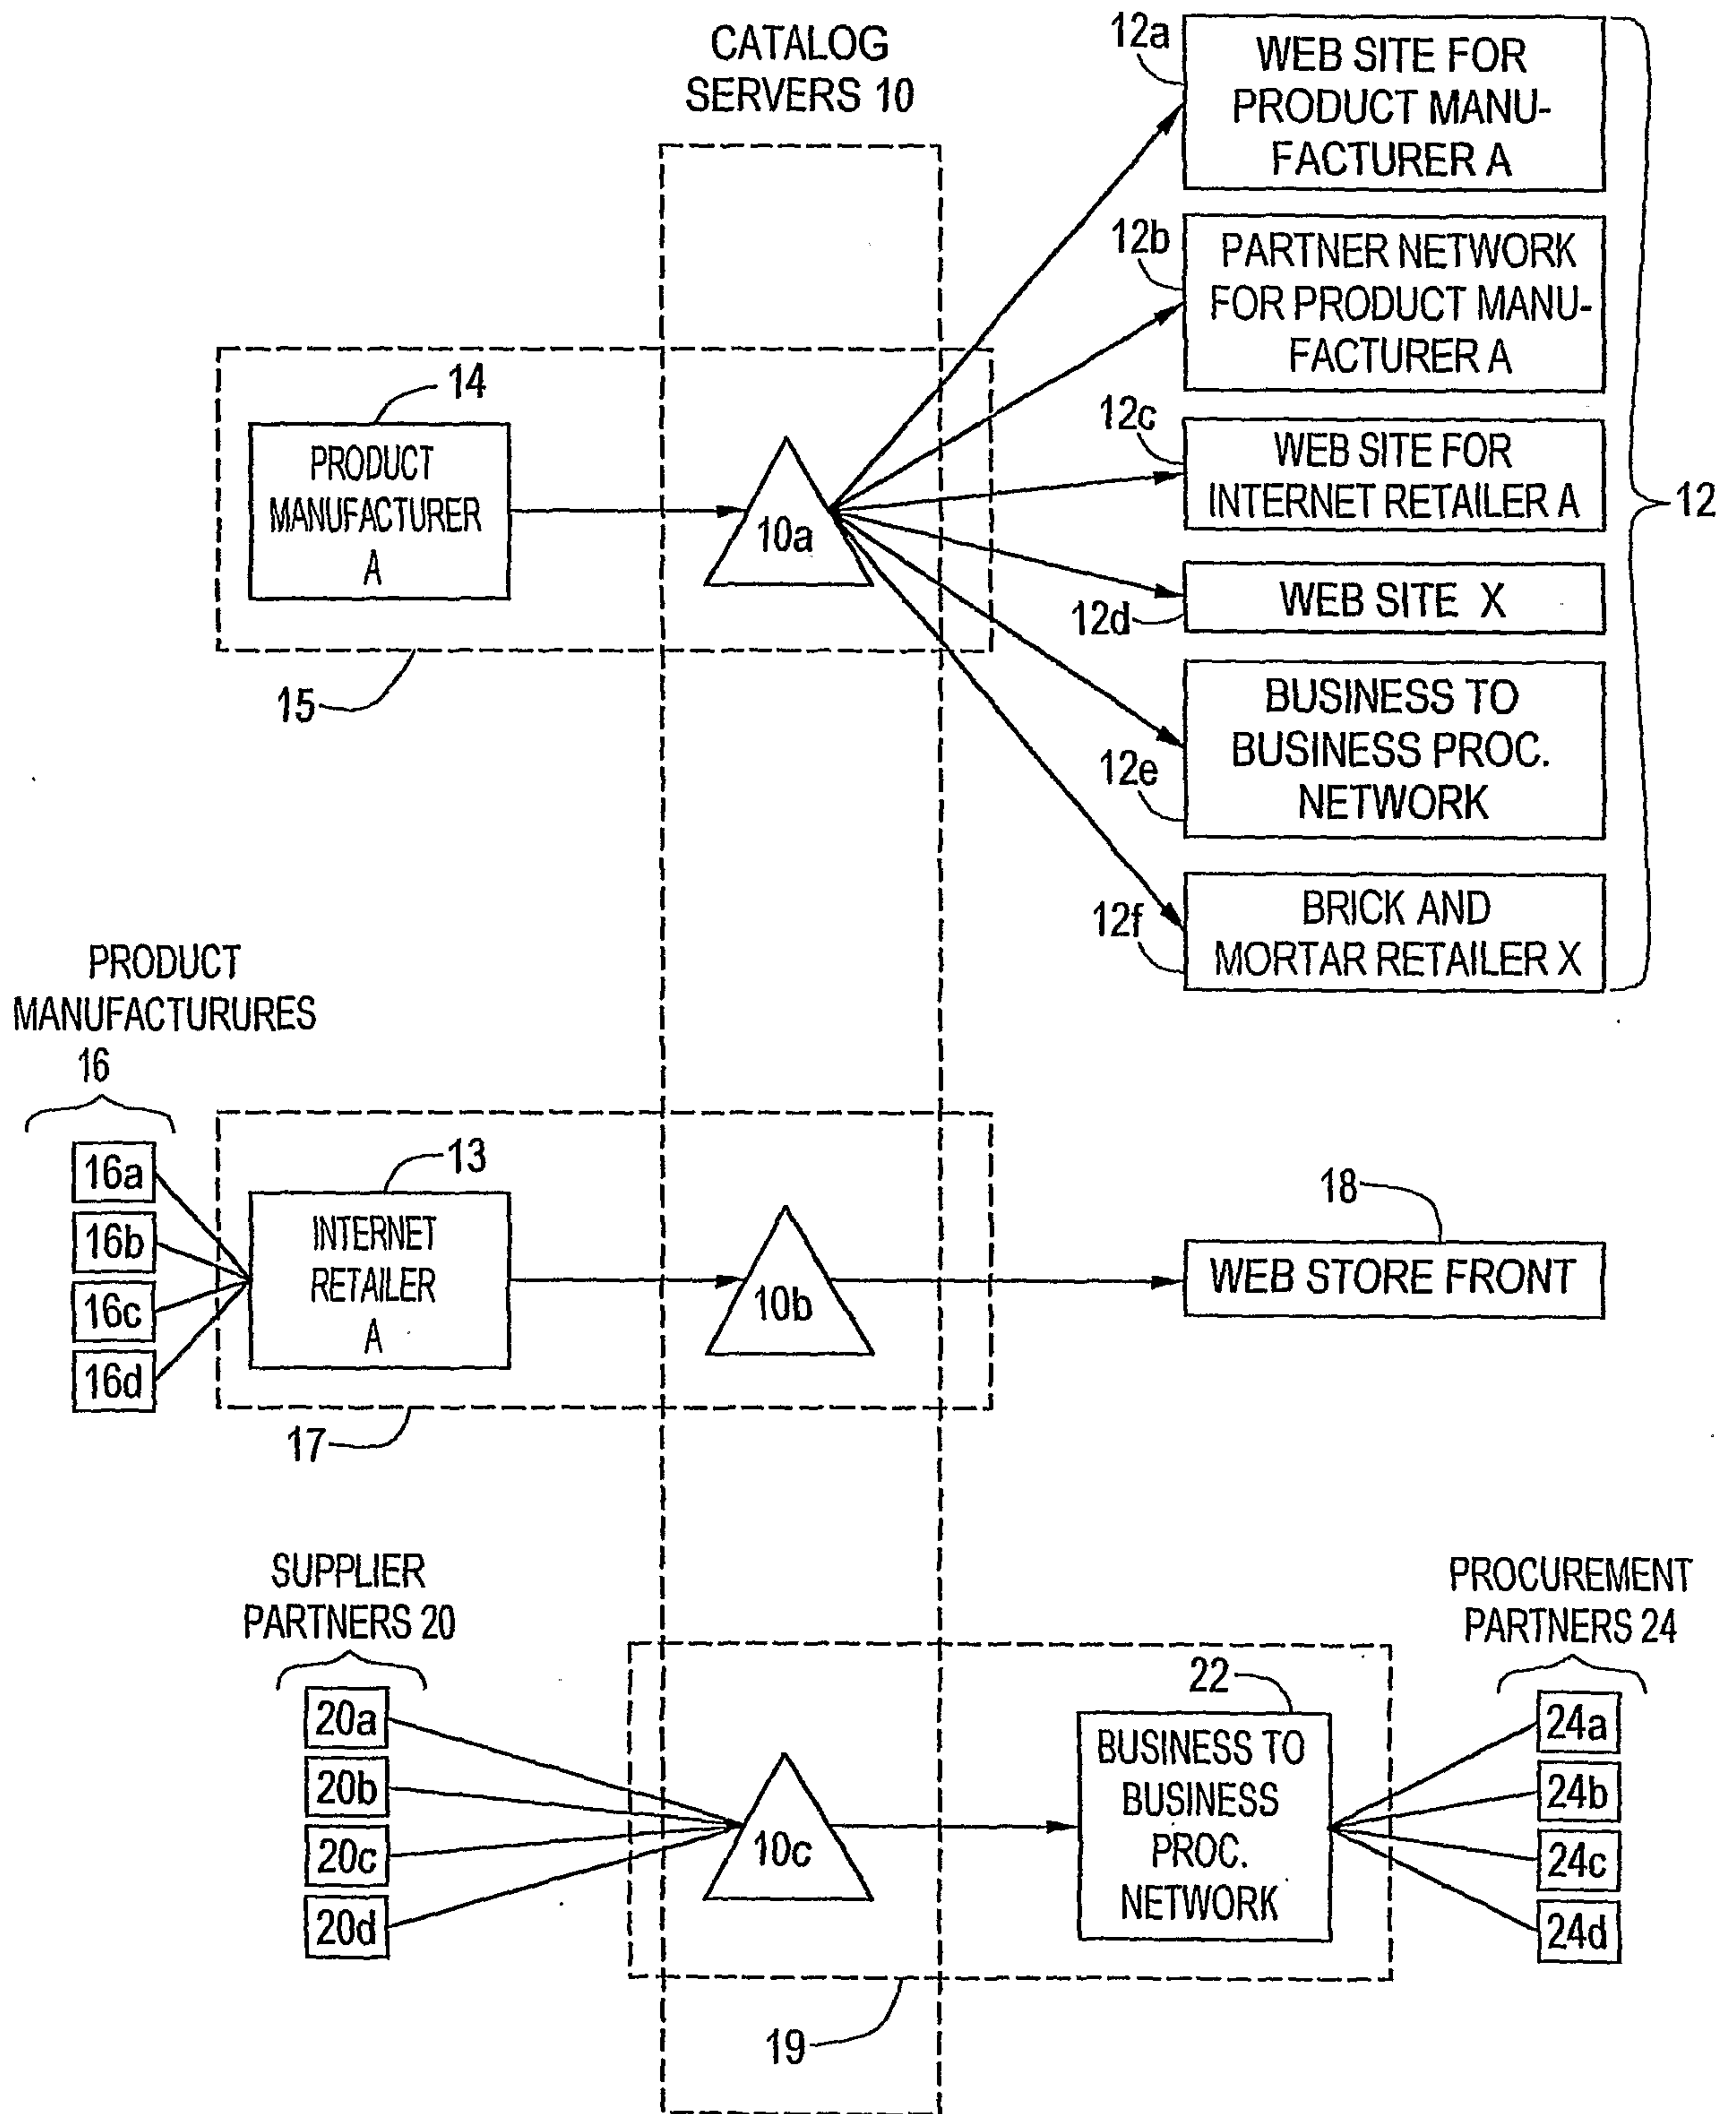 CATALOG
SERVERS 10
12a
WEB SITE FOR
PRODUCT MANU-
FACTURER A
12b
PARTNER NETWORK
FOR PRODUCT MANU-
FACTURER A
12c
WEB SITE FOR
INTERNET RETAILER A
12d
WEB SITE X
12e
BUSINESS TO
BUSINESS PROC.
NETWORK
12f
BRICK AND
MORTAR RETAILER X
12
14
PRODUCT
MANUFACTURER
A
10a
15
PRODUCT
MANUFACTURURES
16
16a
16b
16c
16d
13
INTERNET
RETAILER
A
10b
17
18
WEB STORE FRONT
SUPPLIER
PARTNERS 20
20a
20b
20c
20d
10c
22
BUSINESS TO
BUSINESS
PROC.
NETWORK
19
PROCUREMENT
PARTNERS 24
24a
24b
24c
24d